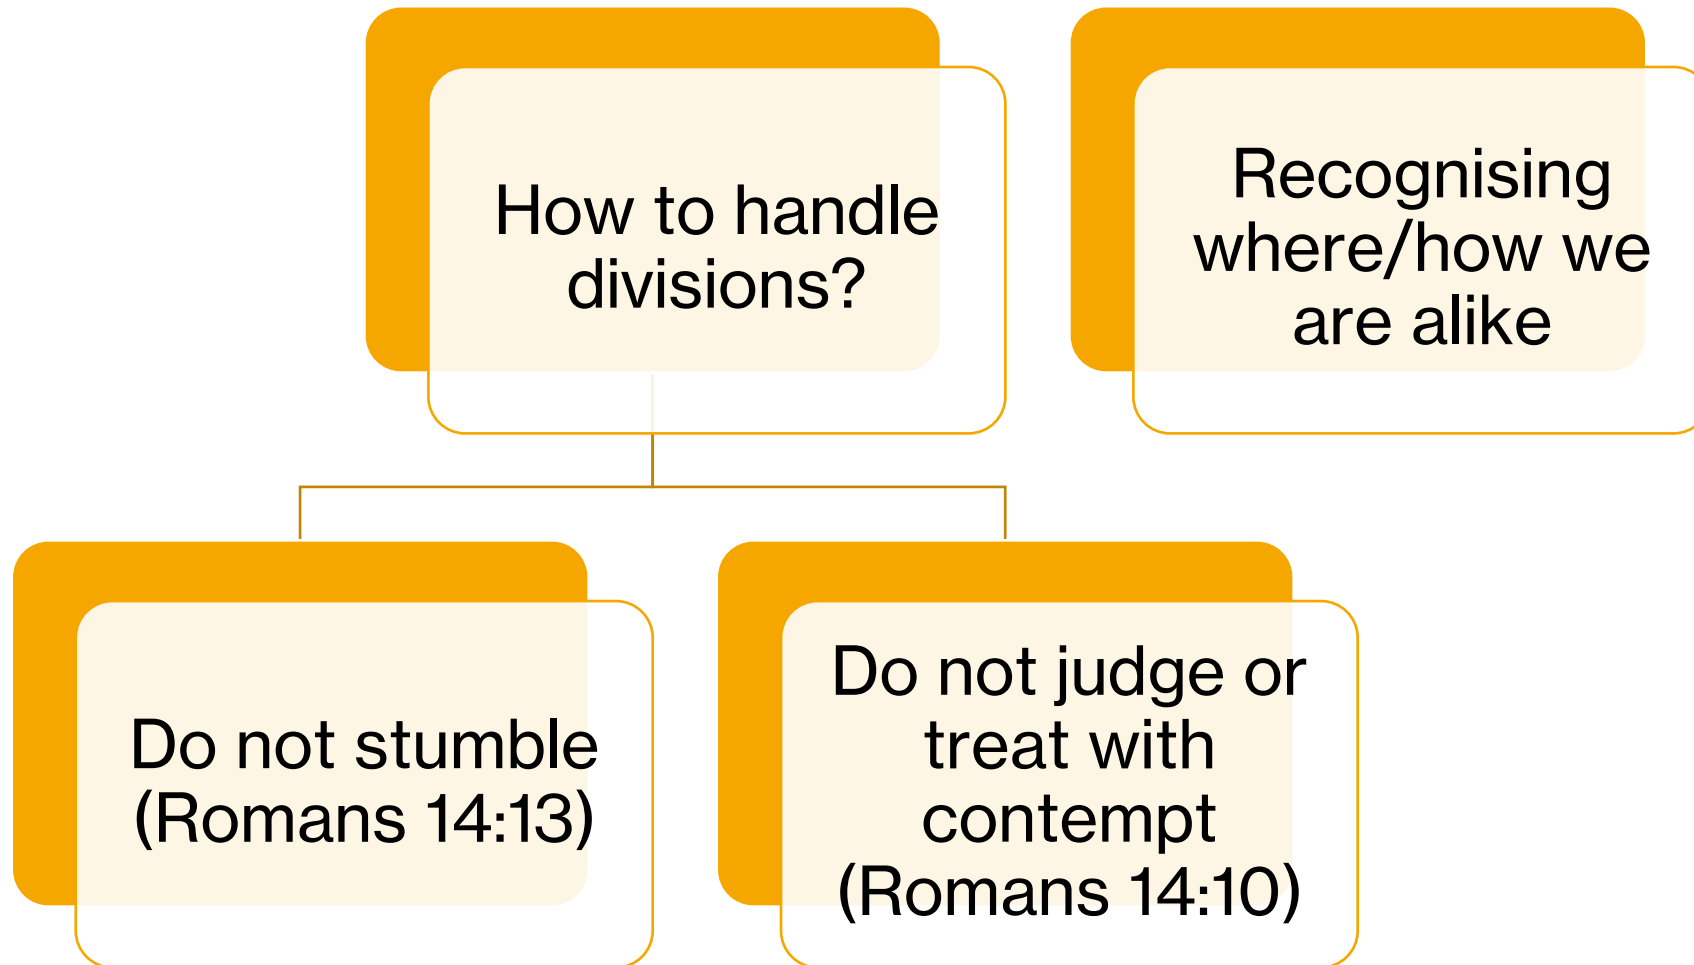 How to handle
divisions?
Recognising
where/how we
are alike
Do not stumble
(Romans 14:13)
Do not judge or
treat with
contempt
(Romans 14:10)